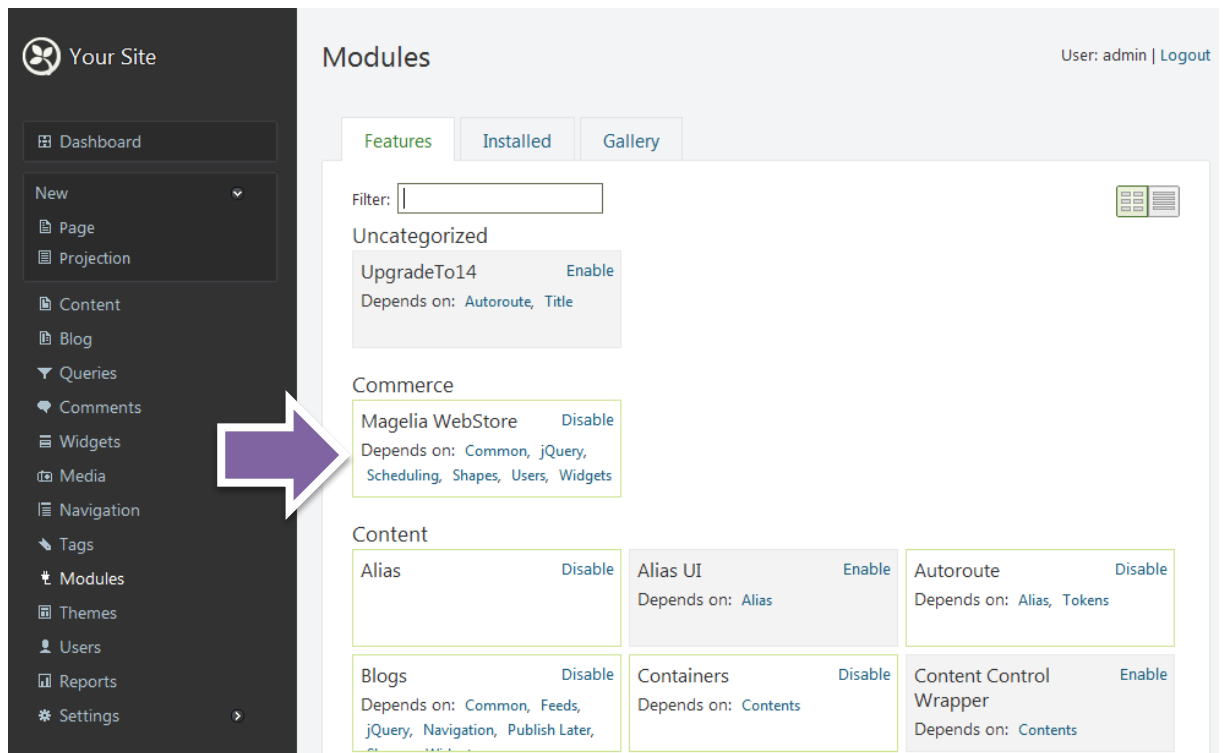 Your Site
Dashboard
New
Page
Projection
Content
Blog
Queries
Comments
Widgets
Media
Navigation
Tags
Modules
Themes
Users
Reports
Settings
Modules
User: admin | Logout
Features Installed Gallery
Filter:
Uncategorized
UpgradeTo14 Enable
Depends on: Autoroute, Title
Commerce
Magelia WebStore Disable
Depends on: Common, jQuery,
Scheduling, Shapes, Users, Widgets
Content
Alias Disable
Alias UI Enable
Depends on: Alias
Autoroute Disable
Depends on: Alias, Tokens
Blogs Disable
Depends on: Common, Feeds,
jQuery, Navigation, Publish Later,
Containers Disable
Depends on: Contents
Content Control Enable
Wrapper
Depends on: Contents